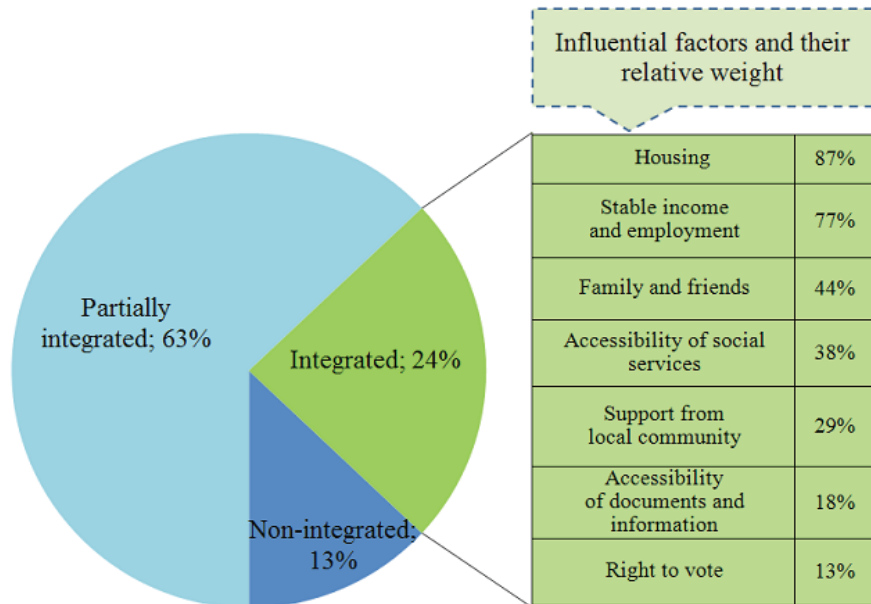 Influential factors and their
relative weight
Housing 87%
Stable income
and employment 77%
Family and friends 44%
Accessibility of social
services 38%
Support from
local community 29%
Accessibility
of documents and
information 18%
Right to vote 13%
Partially
integrated; 63%
Integrated; 24%
Non-integrated;
13%